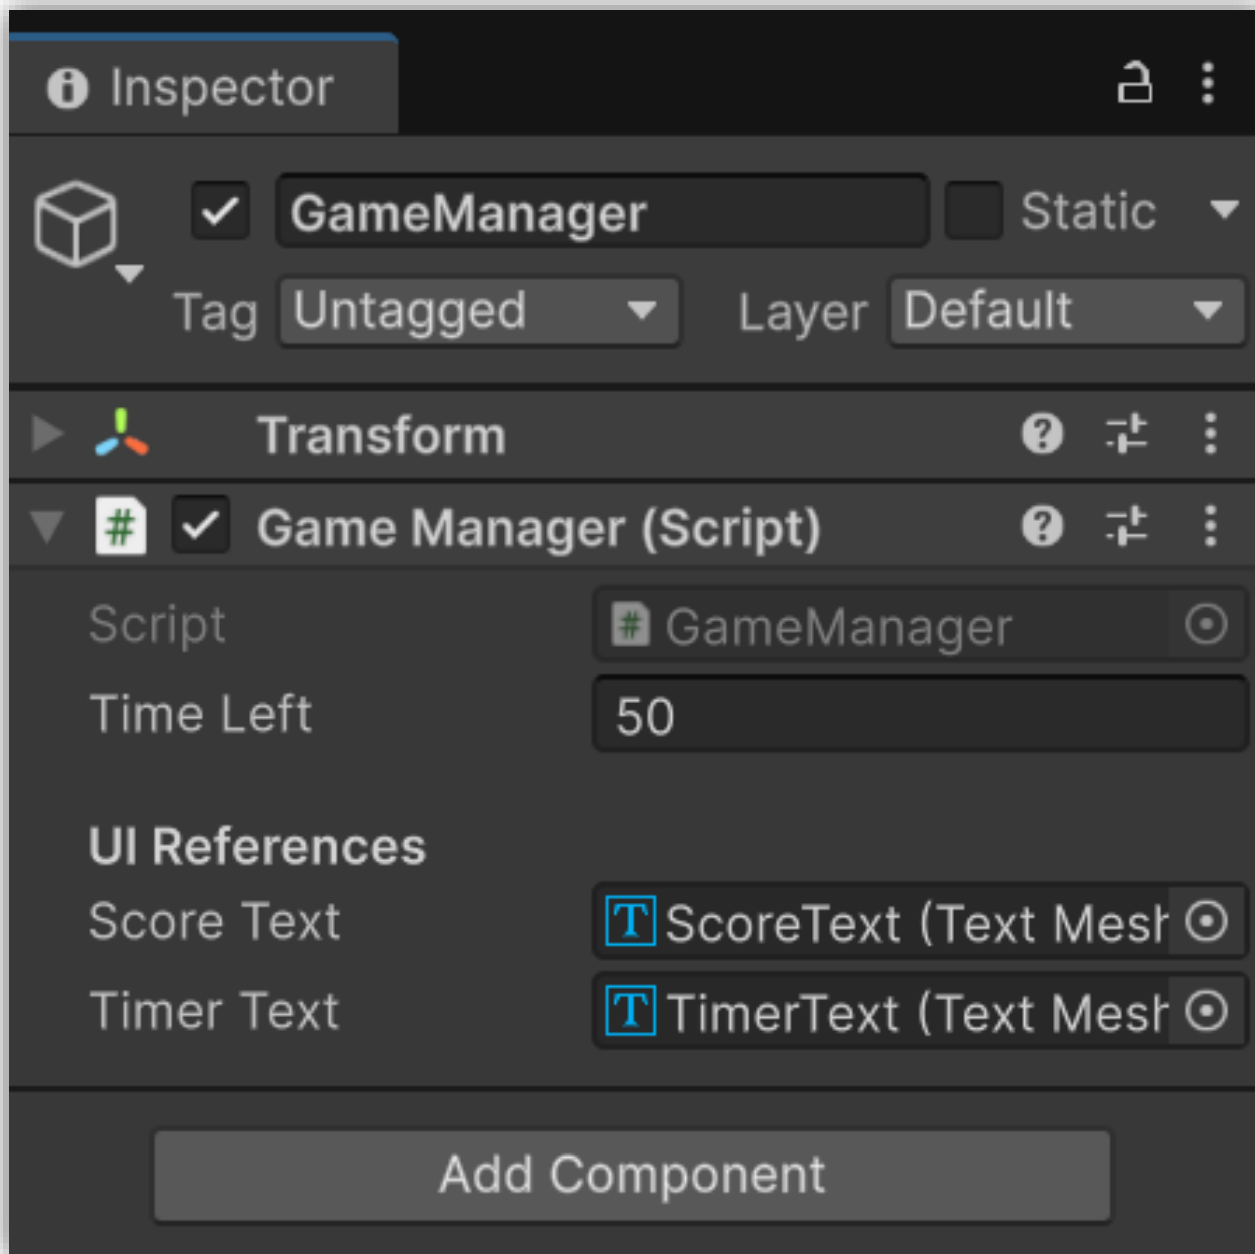 Inspector
GameManager Static
Tag Untagged Layer Default
Transform
# Game Manager (Script)
Script # GameManager
Time Left 50
UI References
Score Text T ScoreText (Text Mesh
Timer Text T TimerText (Text Mesh
Add Component